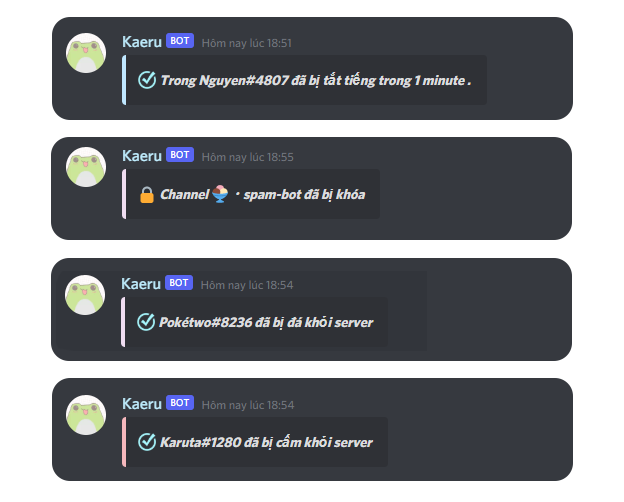 Kaeru BOT Hôm nay lúc 18:51
Trong Nguyen#4807 đã bị tắt tiếng trong 1 minute .
Kaeru BOT Hôm nay lúc 18:55
Channel 🍧・spam-bot đã bị khóa
Kaeru BOT Hôm nay lúc 18:54
Pokétwo#8236 đã bị đá khỏi server
Kaeru BOT Hôm nay lúc 18:54
Karuta#1280 đã bị cấm khỏi server